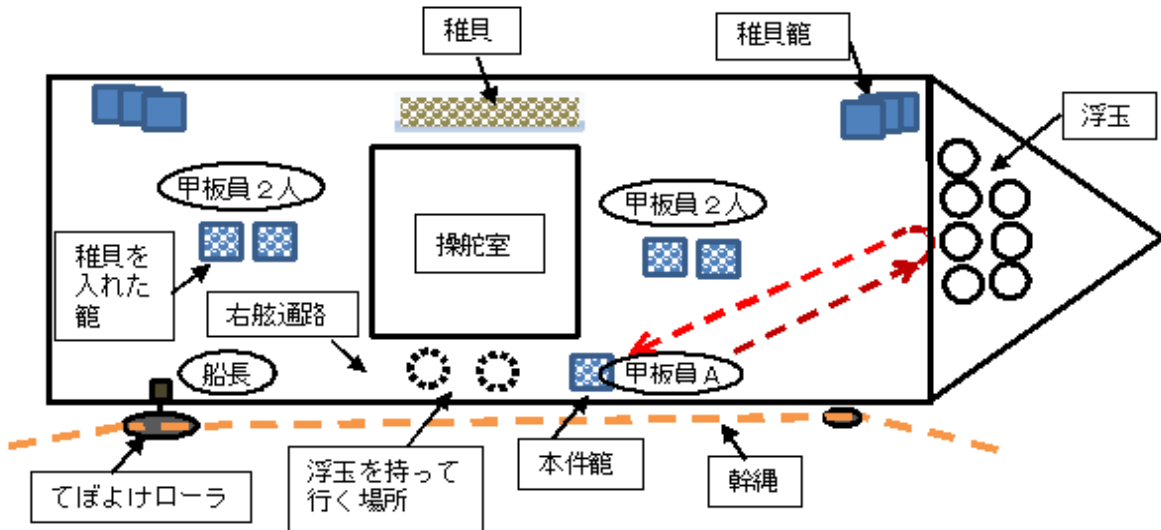 稚貝
稚貝籠
浮玉
甲板員２人
甲板員２人
操舵室
稚貝を
入れた
籠
右舷通路
船長
甲板員Ａ
てぼよけローラ
浮玉を持って
行く場所
本件籠
幹縄